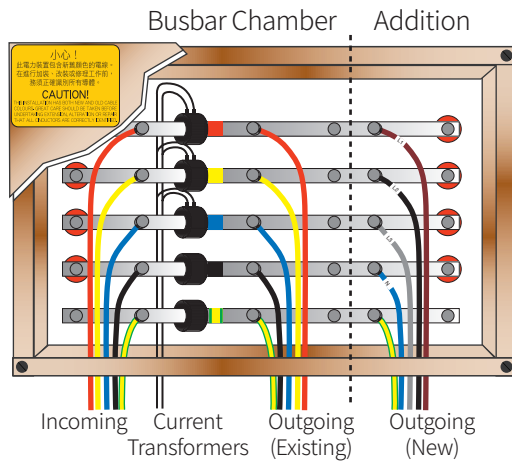 Busbar Chamber
Addition
小心！
此電力裝置包含新舊顏色的電線。
在進行加裝、改裝或修理工作前，
務須正確識別所有導體。
CAUTION!
THIS INSTALLATION HAS BOTH NEW AND OLD CABLE
COLOURS. GREAT CARE SHOULD BE TAKEN BEFORE
UNDERTAKING EXTENSION, ALTERATION OR REPAIR
THAT ALL CONDUCTORS ARE CORRECTLY IDENTIFIED.
L1
L2
L3
N
Incoming
Current
Transformers
Outgoing
(Existing)
Outgoing
(New)